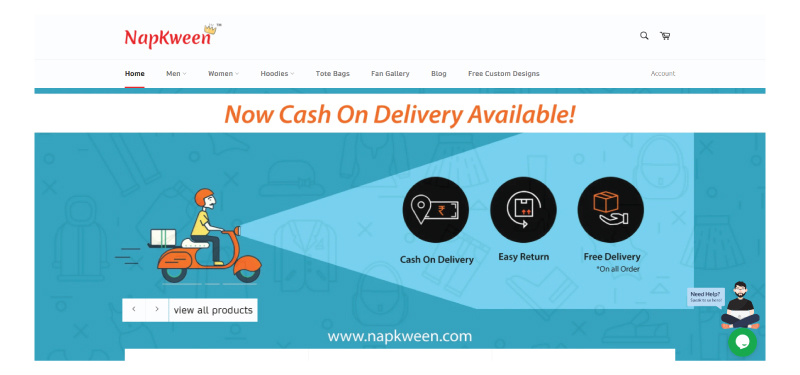 NapKween™
Home Men Women Hoodies Tote Bags Fan Gallery Blog Free Custom Designs Account
Now Cash On Delivery Available!
₹
Cash On Delivery Easy Return Free Delivery
*On all Order
Need Help?
view all products
www.napkween.com